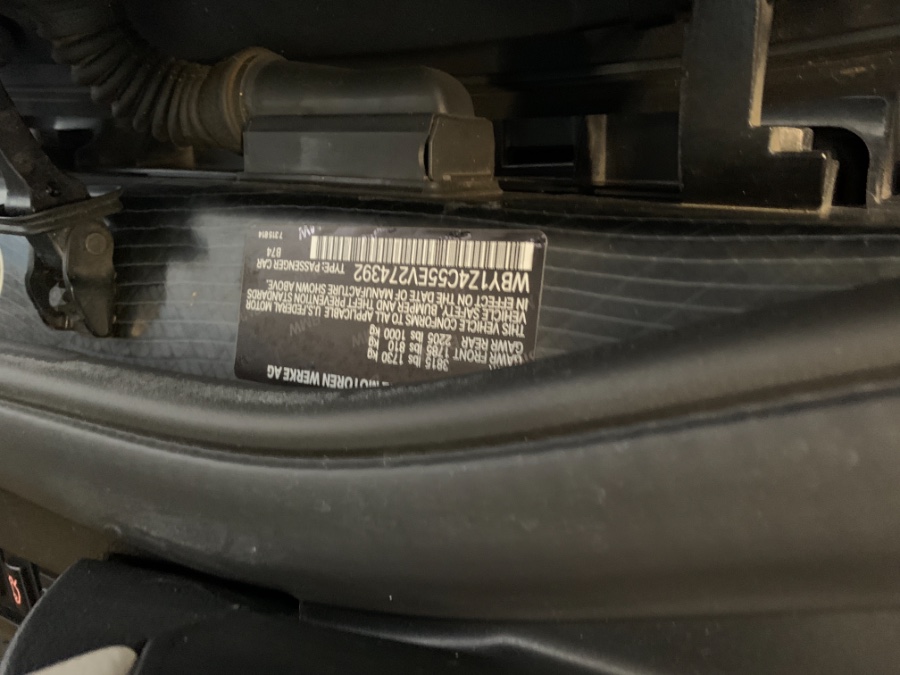 E MOTOREN WERKE AG
3815 lbs 1730 kg
GAWR FRONT 1785 lbs 810 kg
GAWR REAR 2205 lbs 1000 kg
THIS VEHICLE CONFORMS TO ALL APPLICABLE U.S.FEDERAL MOTOR
VEHICLE SAFETY, BUMPER AND THEFT PREVENTION STANDARDS
IN EFFECT ON THE DATE OF MANUFACTURE SHOWN ABOVE.
WBY1Z4C55EV274392 TYPE: PASSENGER CAR
874
7315814